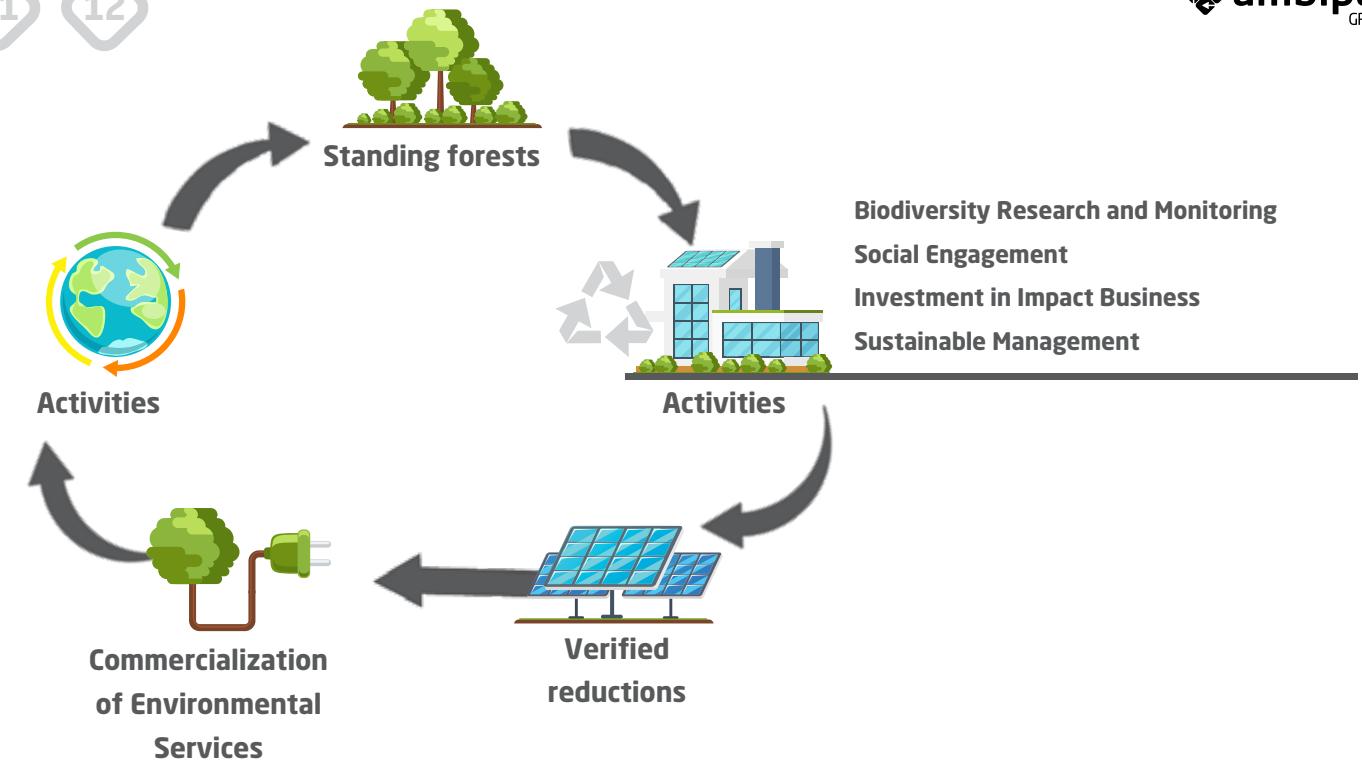 12
Standing forests
Biodiversity Research and Monitoring
Social Engagement
Investment in Impact Business
Sustainable Management
Activities
Activities
Commercialization
of Environmental
Services
Verified
reductions